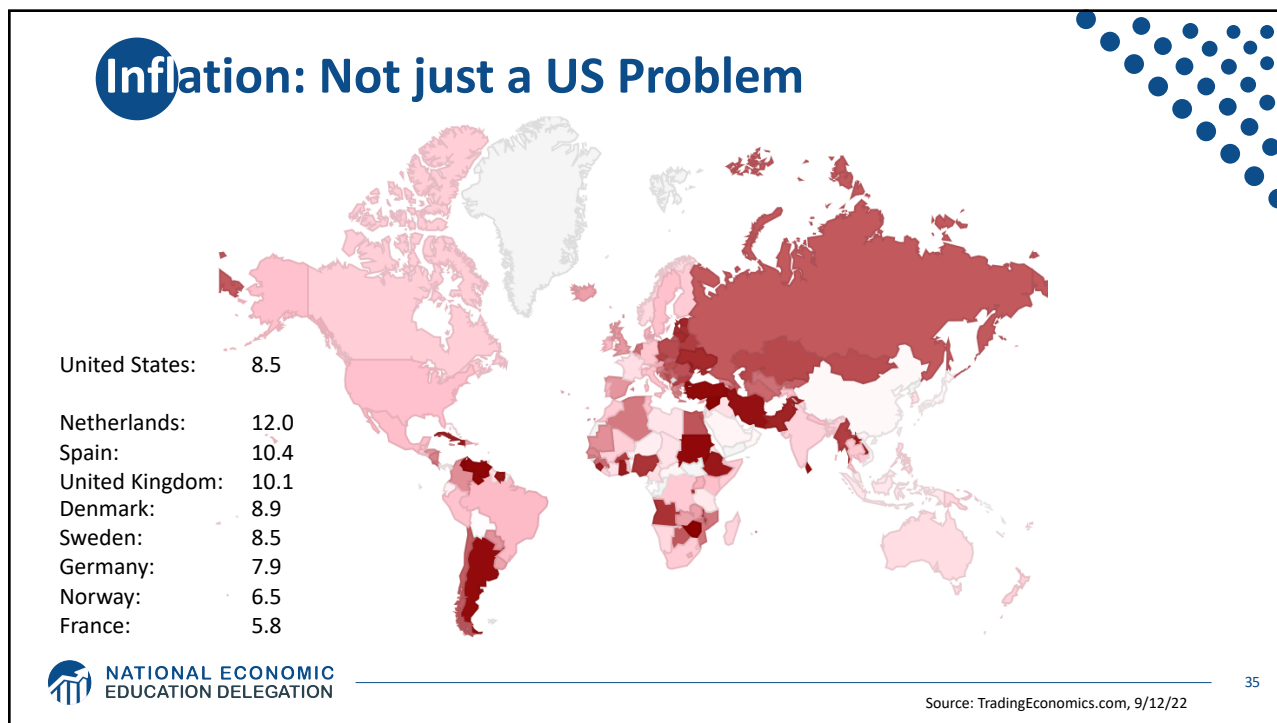 Inflation: Not just a US Problem
United States: 8.5
Netherlands: 12.0
Spain: 10.4
United Kingdom: 10.1
Denmark: 8.9
Sweden: 8.5
Germany: 7.9
Norway: 6.5
France: 5.8
NATIONAL ECONOMIC
EDUCATION DELEGATION
35
Source: TradingEconomics.com, 9/12/22